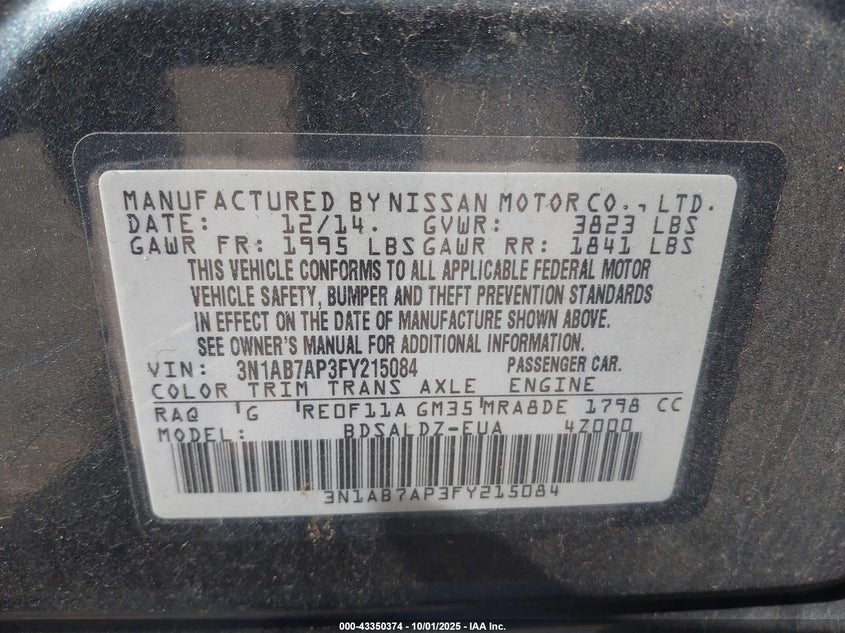 MANUFACTURED BY NISSAN MOTOR CO., LTD.
DATE: 12/14. GVWR: 3823 LBS
GAWR FR: 1995 LBS GAWR RR: 1841 LBS
THIS VEHICLE CONFORMS TO ALL APPLICABLE FEDERAL MOTOR
VEHICLE SAFETY, BUMPER AND THEFT PREVENTION STANDARDS
IN EFFECT ON THE DATE OF MANUFACTURE SHOWN ABOVE.
SEE OWNER'S MANUAL FOR ADDITIONAL INFORMATION.
VIN: 3N1AB7AP3FY215084 PASSENGER CAR.
COLOR TRIM TRANS AXLE ENGINE
RAQ G RE0F11A GM35 MRA8DE 1798 CC
MODEL: BDSALDZ-EUA 4Z000
3N1AB7AP3FY215084
000-43350374 - 10/01/2025 - IAA Inc.